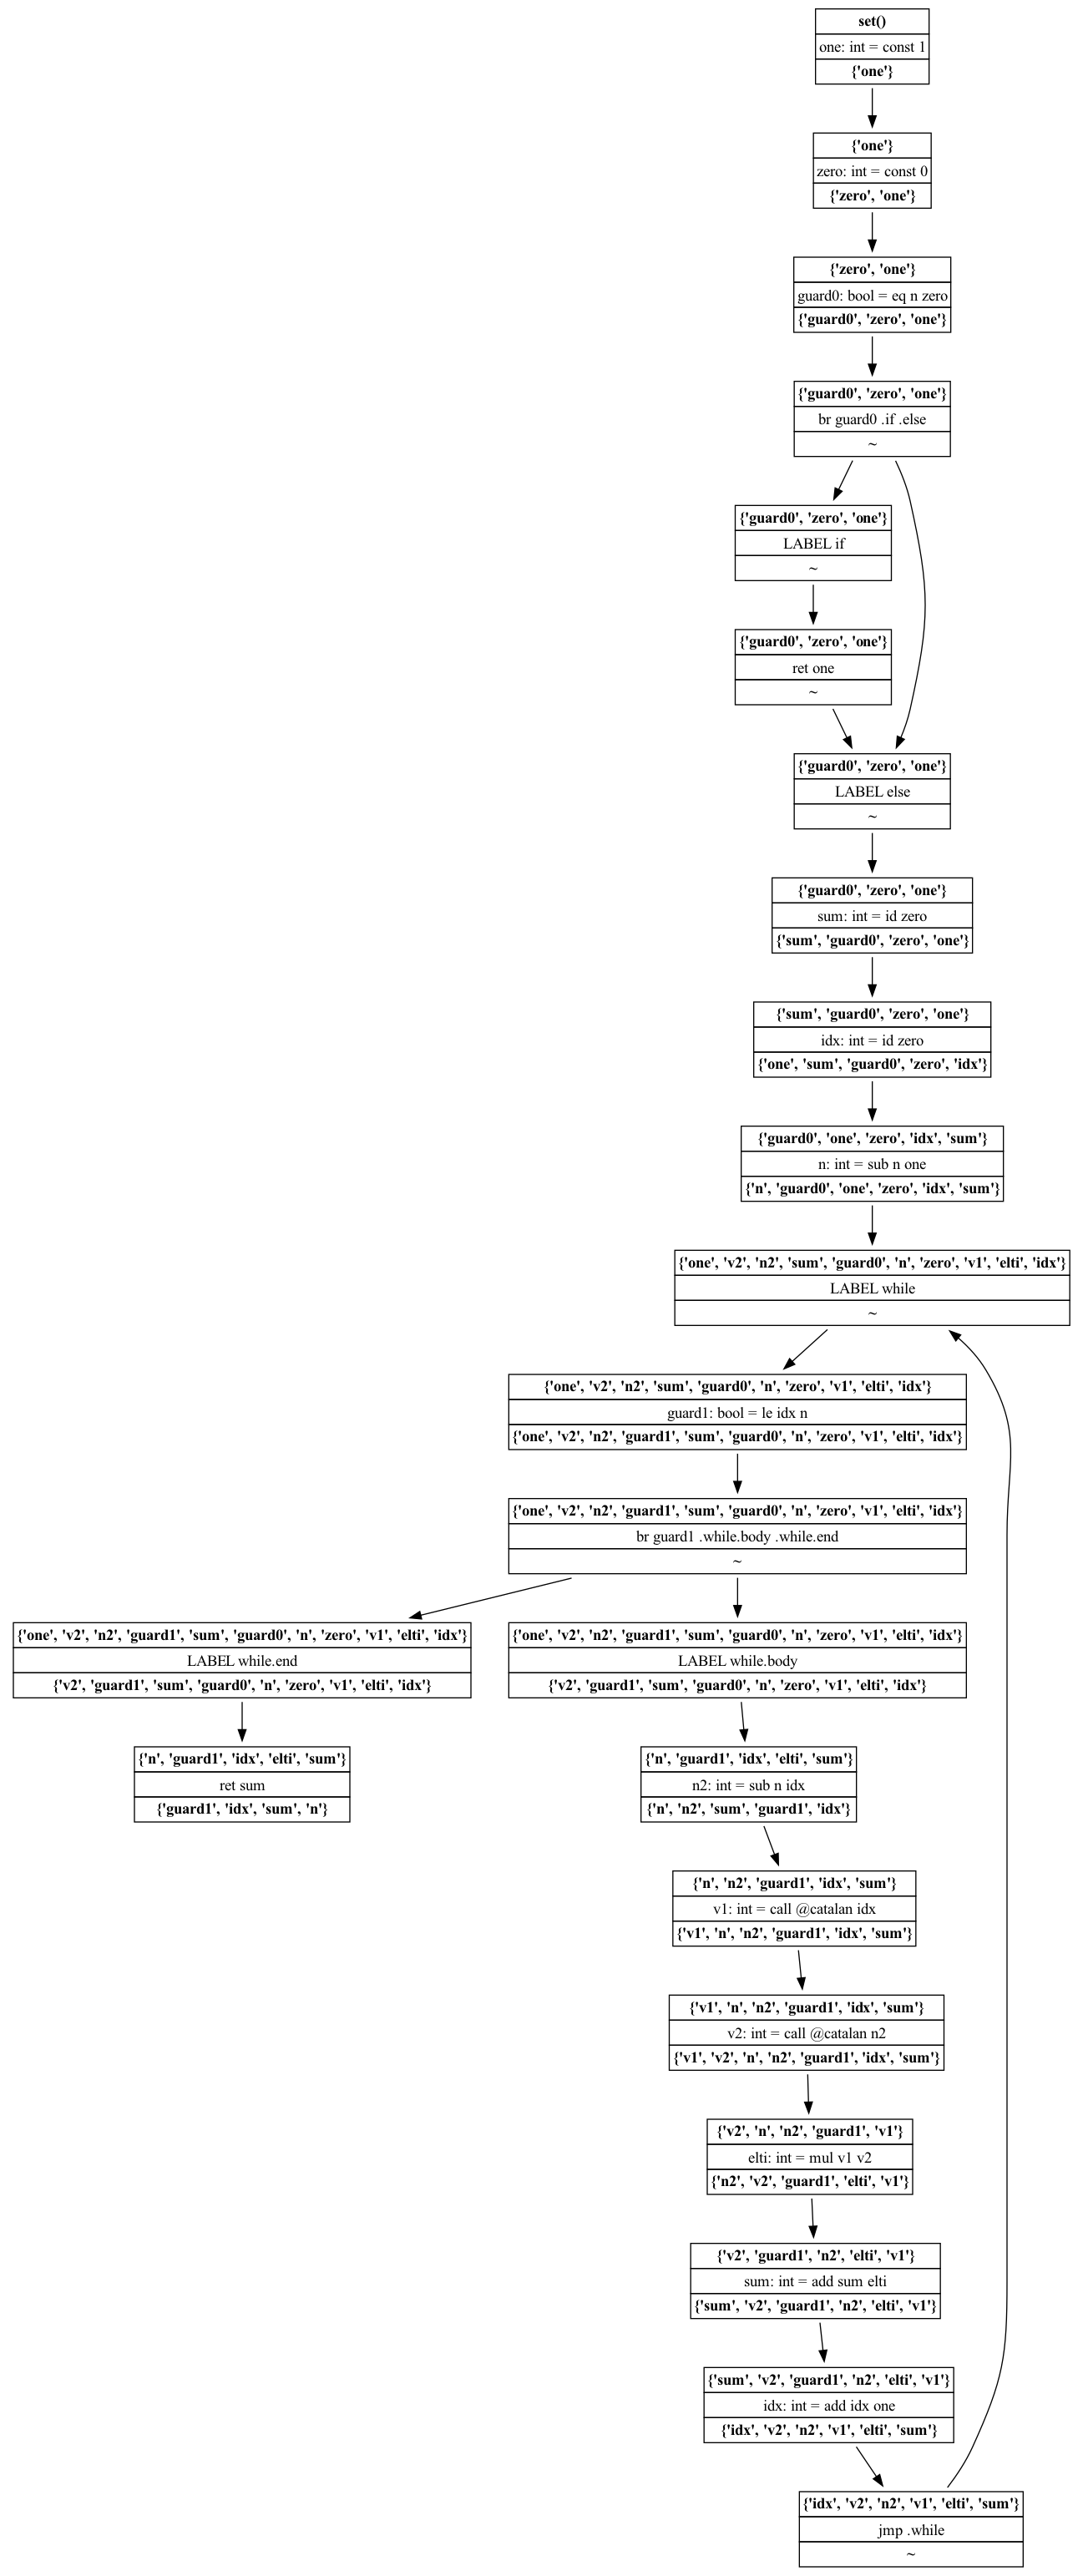 set()
one: int = const 1
{'one'}
{'one'}
zero: int = const 0
{'zero', 'one'}
{'zero', 'one'}
guard0: bool = eq n zero
{'guard0', 'zero', 'one'}
{'guard0', 'zero', 'one'}
br guard0 .if .else
~
{'guard0', 'zero', 'one'}
LABEL if
~
{'guard0', 'zero', 'one'}
ret one
~
{'guard0', 'zero', 'one'}
LABEL else
~
{'guard0', 'zero', 'one'}
sum: int = id zero
{'sum', 'guard0', 'zero', 'one'}
{'sum', 'guard0', 'zero', 'one'}
idx: int = id zero
{'one', 'sum', 'guard0', 'zero', 'idx'}
{'guard0', 'one', 'zero', 'idx', 'sum'}
n: int = sub n one
{'n', 'guard0', 'one', 'zero', 'idx', 'sum'}
{'one', 'v2', 'n2', 'sum', 'guard0', 'n', 'zero', 'v1', 'elti', 'idx'}
LABEL while
~
{'one', 'v2', 'n2', 'sum', 'guard0', 'n', 'zero', 'v1', 'elti', 'idx'}
guard1: bool = le idx n
{'one', 'v2', 'n2', 'guard1', 'sum', 'guard0', 'n', 'zero', 'v1', 'elti', 'idx'}
{'one', 'v2', 'n2', 'guard1', 'sum', 'guard0', 'n', 'zero', 'v1', 'elti', 'idx'}
br guard1 .while.body .while.end
~
{'one', 'v2', 'n2', 'guard1', 'sum', 'guard0', 'n', 'zero', 'v1', 'elti', 'idx'}
LABEL while.end
{'v2', 'guard1', 'sum', 'guard0', 'n', 'zero', 'v1', 'elti', 'idx'}
{'one', 'v2', 'n2', 'guard1', 'sum', 'guard0', 'n', 'zero', 'v1', 'elti', 'idx'}
LABEL while.body
{'v2', 'guard1', 'sum', 'guard0', 'n', 'zero', 'v1', 'elti', 'idx'}
{'n', 'guard1', 'idx', 'elti', 'sum'}
ret sum
{'guard1', 'idx', 'sum', 'n'}
{'n', 'guard1', 'idx', 'elti', 'sum'}
n2: int = sub n idx
{'n', 'n2', 'sum', 'guard1', 'idx'}
{'n', 'n2', 'guard1', 'idx', 'sum'}
v1: int = call @catalan idx
{'v1', 'n', 'n2', 'guard1', 'idx', 'sum'}
{'v1', 'n', 'n2', 'guard1', 'idx', 'sum'}
v2: int = call @catalan n2
{'v1', 'v2', 'n', 'n2', 'guard1', 'idx', 'sum'}
{'v2', 'n', 'n2', 'guard1', 'v1'}
elti: int = mul v1 v2
{'n2', 'v2', 'guard1', 'elti', 'v1'}
{'v2', 'guard1', 'n2', 'elti', 'v1'}
sum: int = add sum elti
{'sum', 'v2', 'guard1', 'n2', 'elti', 'v1'}
{'sum', 'v2', 'guard1', 'n2', 'elti', 'v1'}
idx: int = add idx one
{'idx', 'v2', 'n2', 'v1', 'elti', 'sum'}
{'idx', 'v2', 'n2', 'v1', 'elti', 'sum'}
jmp .while
~